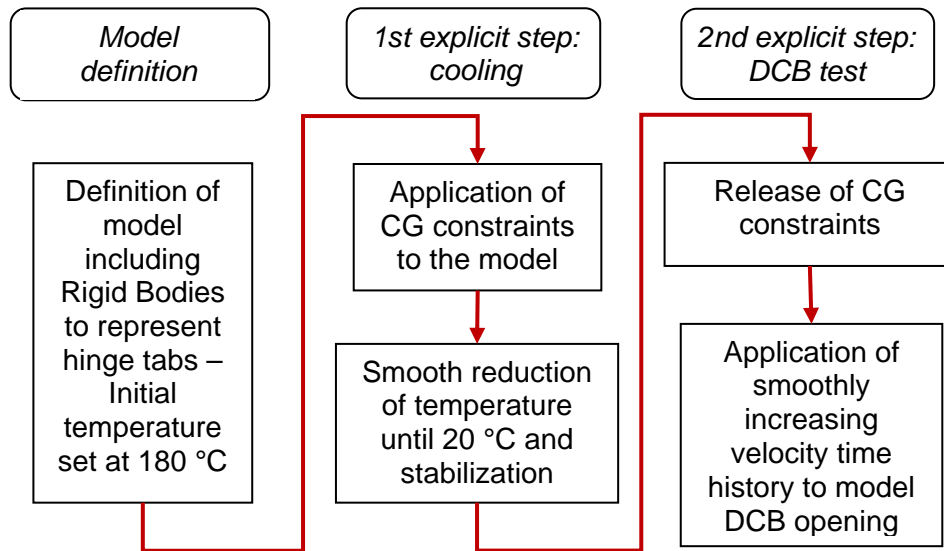 Model
definition
1st explicit step:
cooling
2nd explicit step:
DCB test
Definition of
model
including
Rigid Bodies
to represent
hinge tabs –
Initial
temperature
set at 180 °C
Application of
CG constraints
to the model
Smooth reduction
of temperature
until 20 °C and
stabilization
Release of CG
constraints
Application of
smoothly
increasing
velocity time
history to model
DCB opening